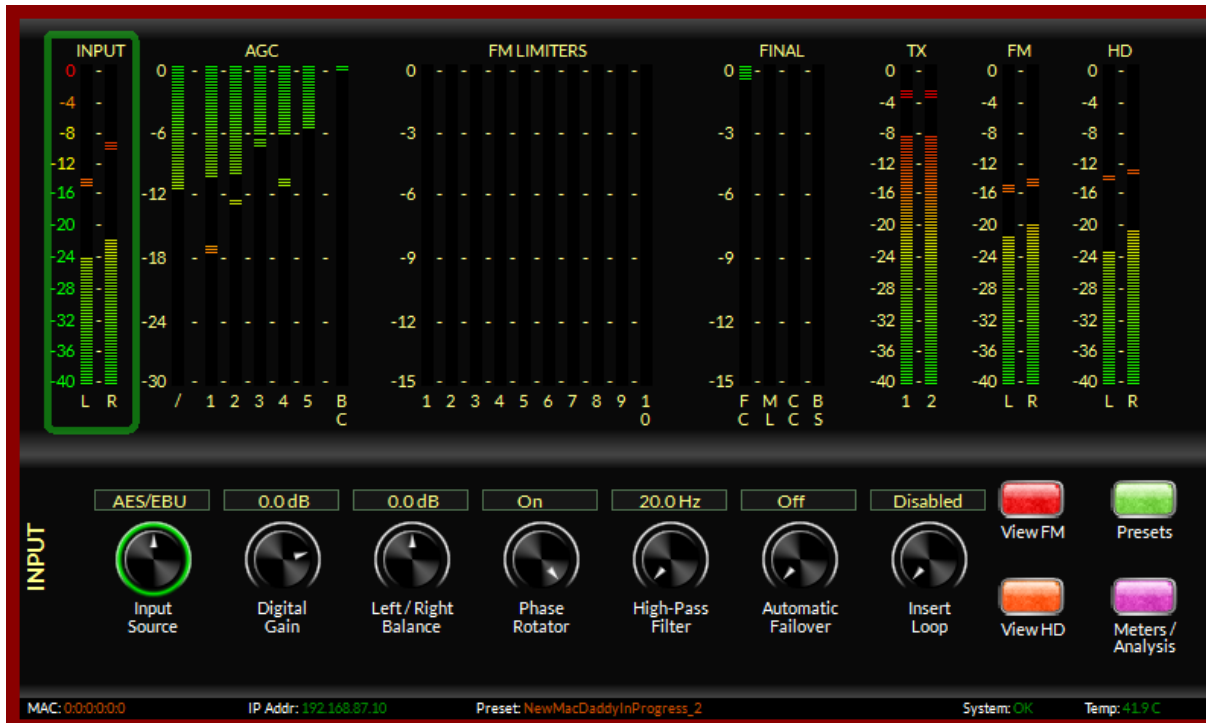 INPUT AGC FM LIMITERS FINAL TX FM HD
0 0 0 0 0 0 0
-4 -4 -4 -4
-8 -6 -3 -3 -8 -8 -8
-12 -12 -12 -12
-16 -12 -6 -6 -16 -16 -16
-20 -20 -20 -20
-24 -18 -9 -9 -24 -24 -24
-28 -28 -28 -28
-32 -24 -12 -12 -32 -32 -32
-36 -36 -36 -36
-40 -30 -15 -15 -40 -40 -40
L R / 1 2 3 4 5 BC 1 2 3 4 5 6 7 8 9 10 FC ML CC BS 1 2 L R L R
AES/EBU 0.0 dB 0.0 dB On 20.0 Hz Off Disabled
INPUT
Input Source
Digital Gain
Left / Right Balance
Phase Rotator
High-Pass Filter
Automatic Failover
Insert Loop
View FM
Presets
View HD
Meters / Analysis
MAC: 0:0:0:0:0:0 IP Addr: 192.168.87.10 Preset: NewMacDaddyInProgress_2 System: OK Temp: 41.9 C